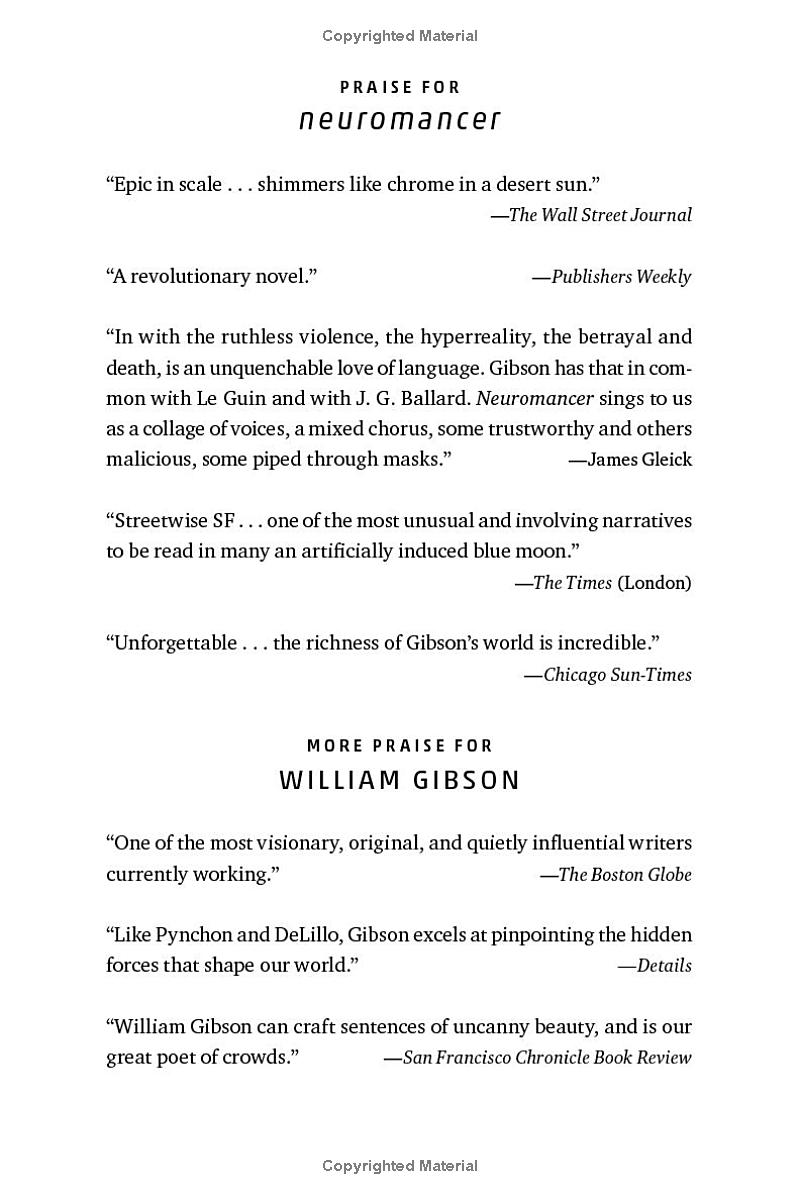 Copyrighted Material
PRAISE FOR
neuromancer
“Epic in scale . . . shimmers like chrome in a desert sun.”
—The Wall Street Journal
“A revolutionary novel.” —Publishers Weekly
“In with the ruthless violence, the hyperreality, the betrayal and
death, is an unquenchable love of language. Gibson has that in com-
mon with Le Guin and with J. G. Ballard. Neuromancer sings to us
as a collage of voices, a mixed chorus, some trustworthy and others
malicious, some piped through masks.” —James Gleick
“Streetwise SF . . . one of the most unusual and involving narratives
to be read in many an artificially induced blue moon.”
—The Times (London)
“Unforgettable . . . the richness of Gibson’s world is incredible.”
—Chicago Sun-Times
MORE PRAISE FOR
WILLIAM GIBSON
“One of the most visionary, original, and quietly influential writers
currently working.” —The Boston Globe
“Like Pynchon and DeLillo, Gibson excels at pinpointing the hidden
forces that shape our world.” —Details
“William Gibson can craft sentences of uncanny beauty, and is our
great poet of crowds.” —San Francisco Chronicle Book Review
Copyrighted Material